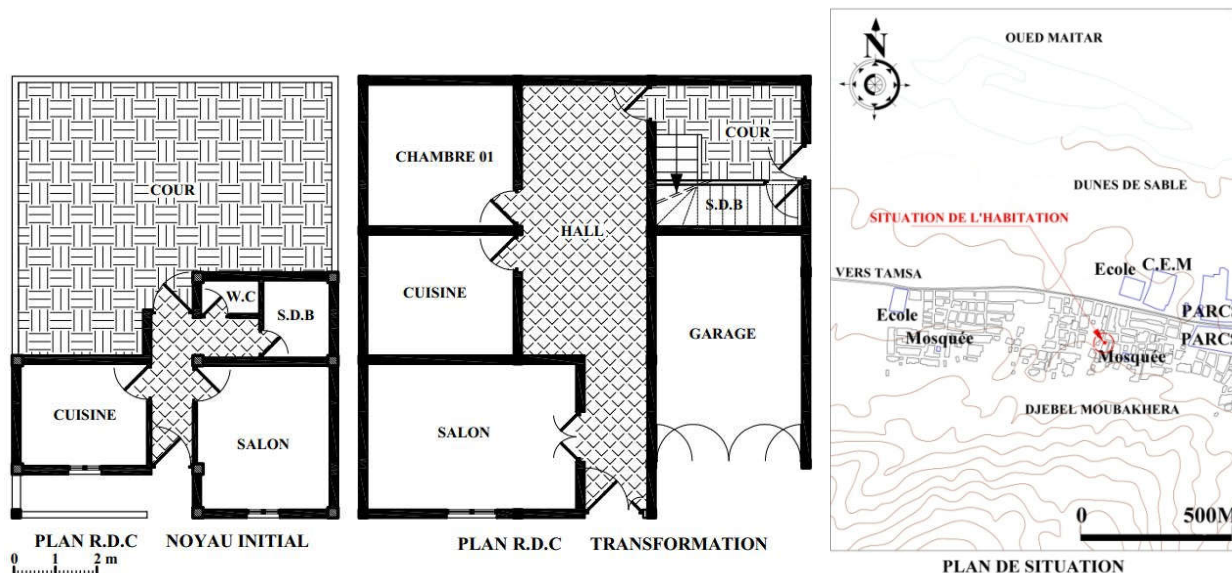 COUR
W.C
S.D.B
CUISINE
SALON
PLAN R.D.C NOYAU INITIAL
0 1 2 m
CHAMBRE 01
COUR
HALL
S.D.B
CUISINE
GARAGE
SALON
PLAN R.D.C TRANSFORMATION
N
OUED MAITAR
DUNES DE SABLE
SITUATION DE L'HABITATION
VERS TAMSA
Ecole C.E.M
Ecole
PARCS
PARCS
Mosquée
Mosquée
DJEBEL MOUBAKHERA
0 500M
PLAN DE SITUATION